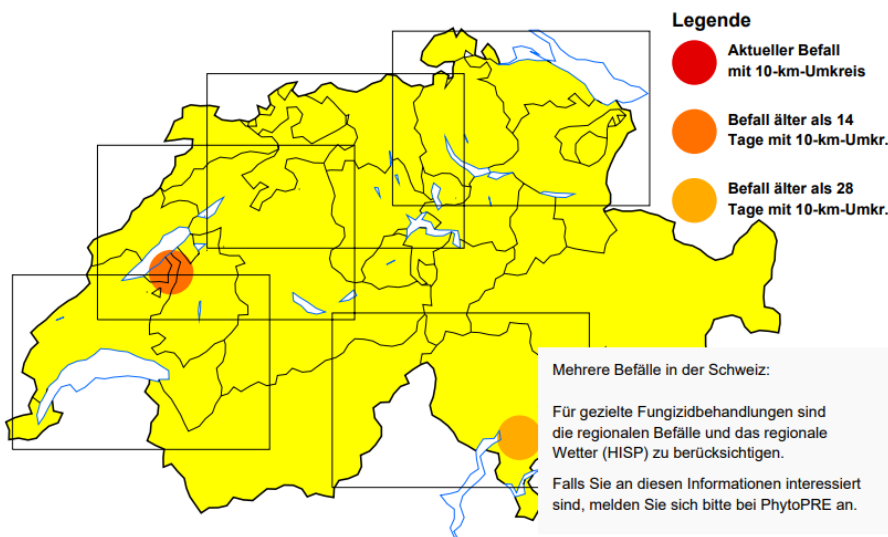 Legende
Aktueller Befall
mit 10-km-Umkreis
Befall älter als 14
Tage mit 10-km-Umkr.
Befall älter als 28
Tage mit 10-km-Umkr.
Mehrere Befälle in der Schweiz:
Für gezielte Fungizidbehandlungen sind
die regionalen Befälle und das regionale
Wetter (HISP) zu berücksichtigen.
Falls Sie an diesen Informationen interessiert
sind, melden Sie sich bitte bei PhytoPRE an.